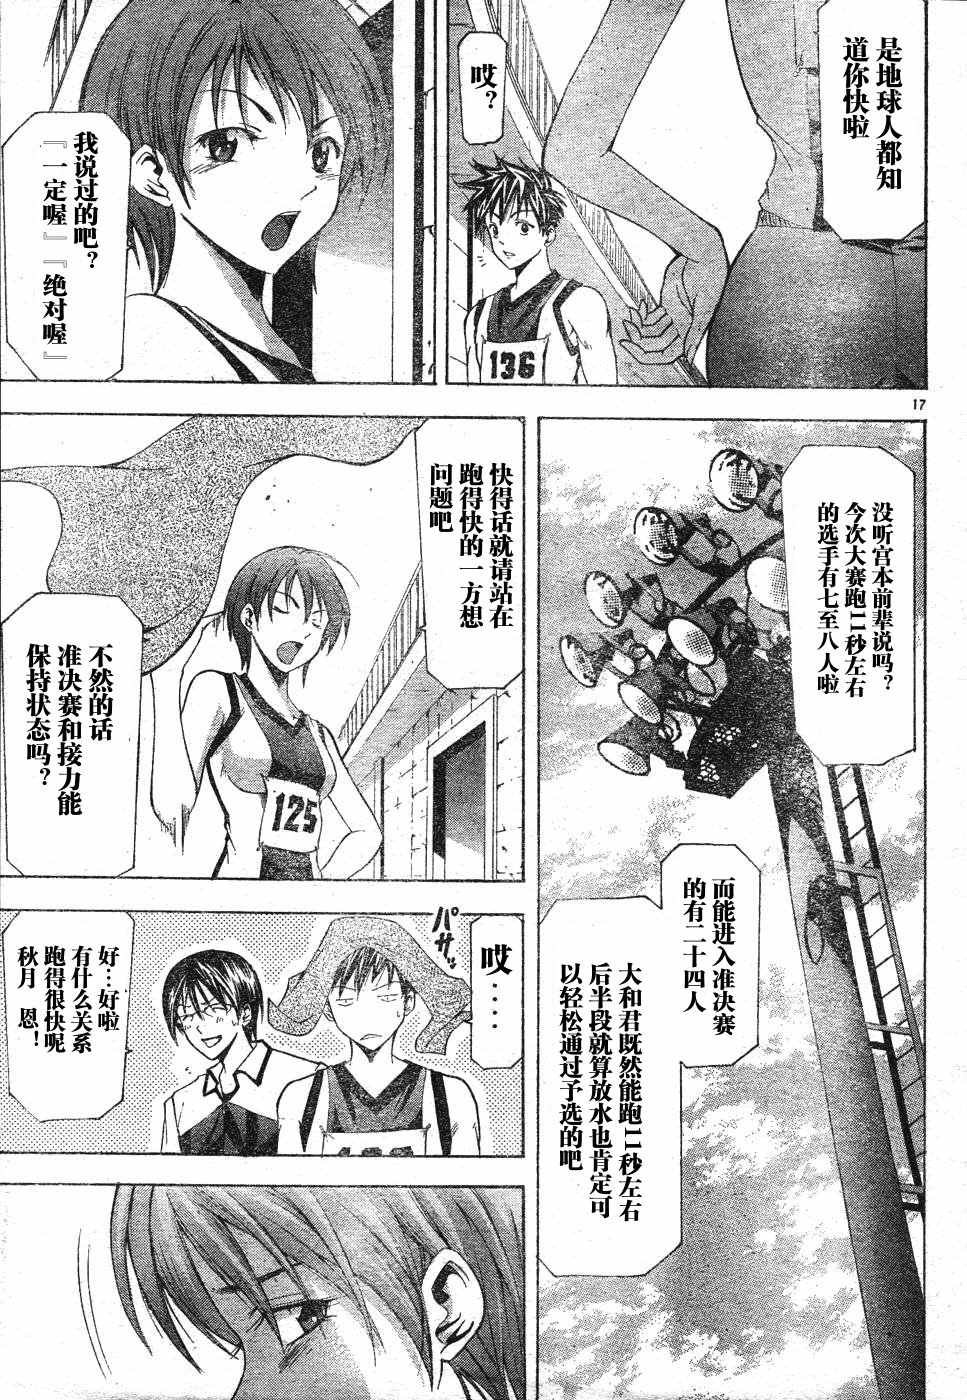 是地球人都知
道你快啦
哎?
136
我说过的吧?
『一定喔』『绝对喔』
17
没听宫本前辈说吗?
今次大赛跑11秒左右
的选手有七至八人啦
而能进入准决赛
的有二十四人
大和君既然能跑11秒左右
后半段就算放水也肯定可
以轻松通过予选的吧
快得话就请站在
跑得快的一方想
问题吧
不然的话
准决赛和接力能
保持状态吗?
125
哎····
パサッ
好…好啦
有什么关系
跑得很快呢
秋月 恩!